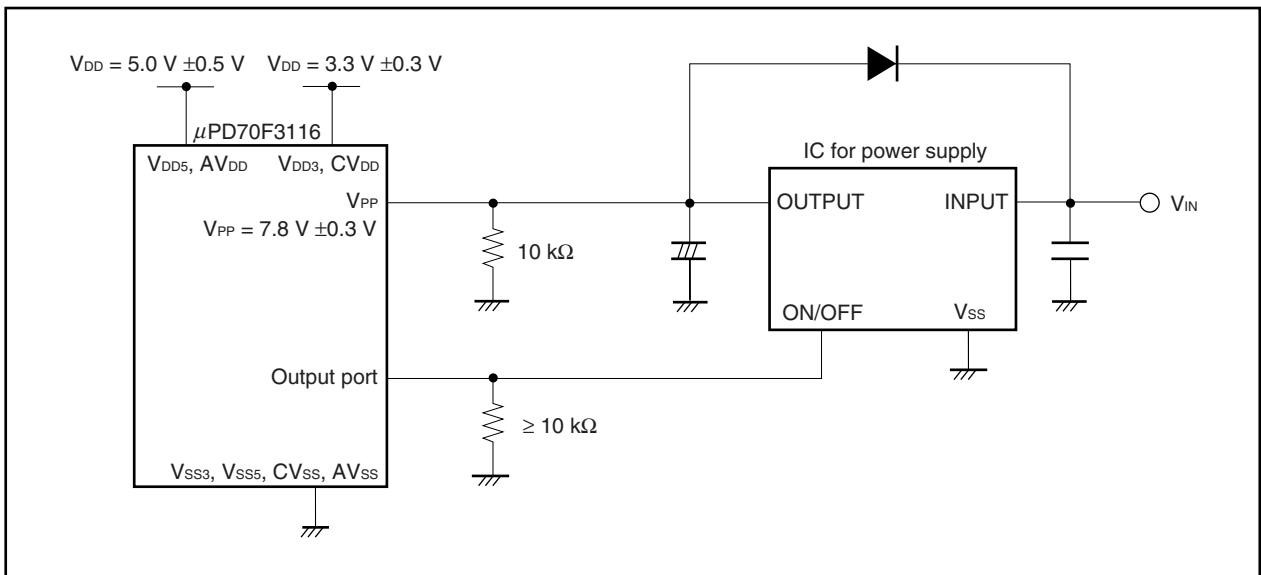 VDD = 5.0 V ±0.5 V
VDD = 3.3 V ±0.3 V
μPD70F3116
VDD5, AVDD
VDD3, CVDD
VPP
VPP = 7.8 V ±0.3 V
10 kΩ
IC for power supply
OUTPUT
INPUT
VIN
ON/OFF
VSS
Output port
≥ 10 kΩ
VSS3, VSS5, CVSS, AVSS